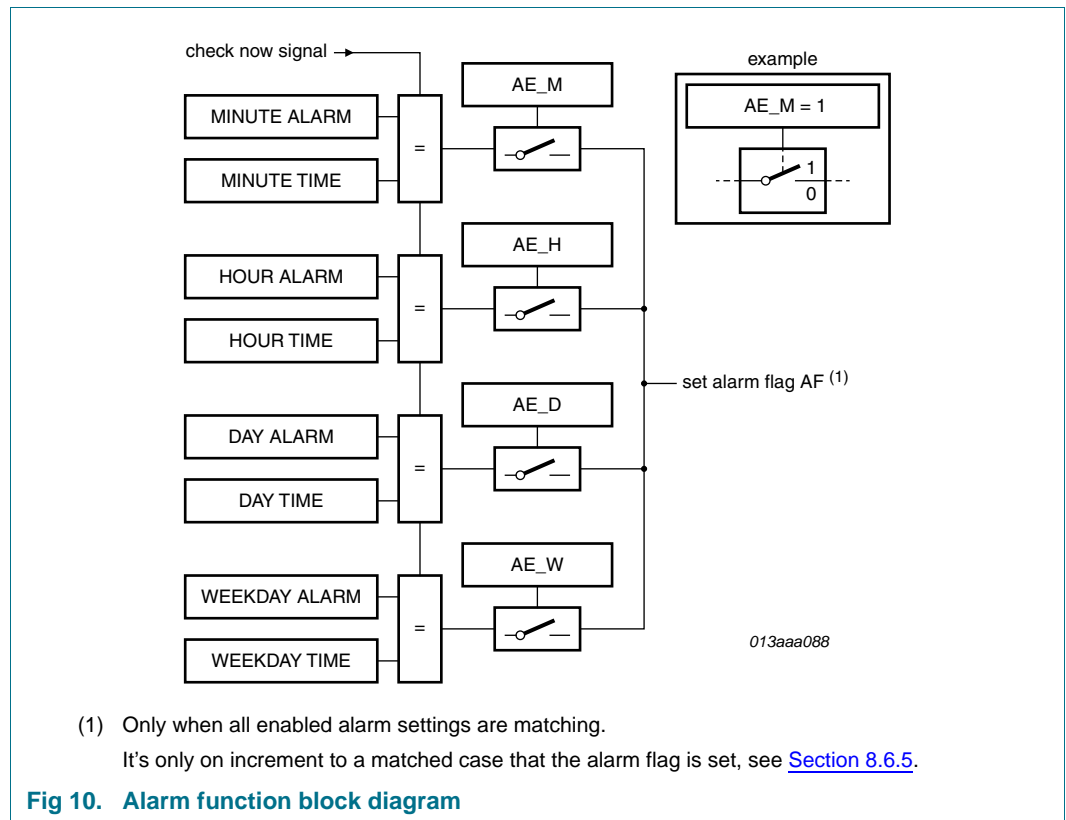 check now signal
example
AE_M
AE_M = 1
MINUTE ALARM
=
1
MINUTE TIME
0
AE_H
HOUR ALARM
=
HOUR TIME
set alarm flag AF (1)
AE_D
DAY ALARM
=
DAY TIME
AE_W
WEEKDAY ALARM
=
013aaa088
WEEKDAY TIME
(1) Only when all enabled alarm settings are matching.
It's only on increment to a matched case that the alarm flag is set, see Section 8.6.5.
Fig 10. Alarm function block diagram